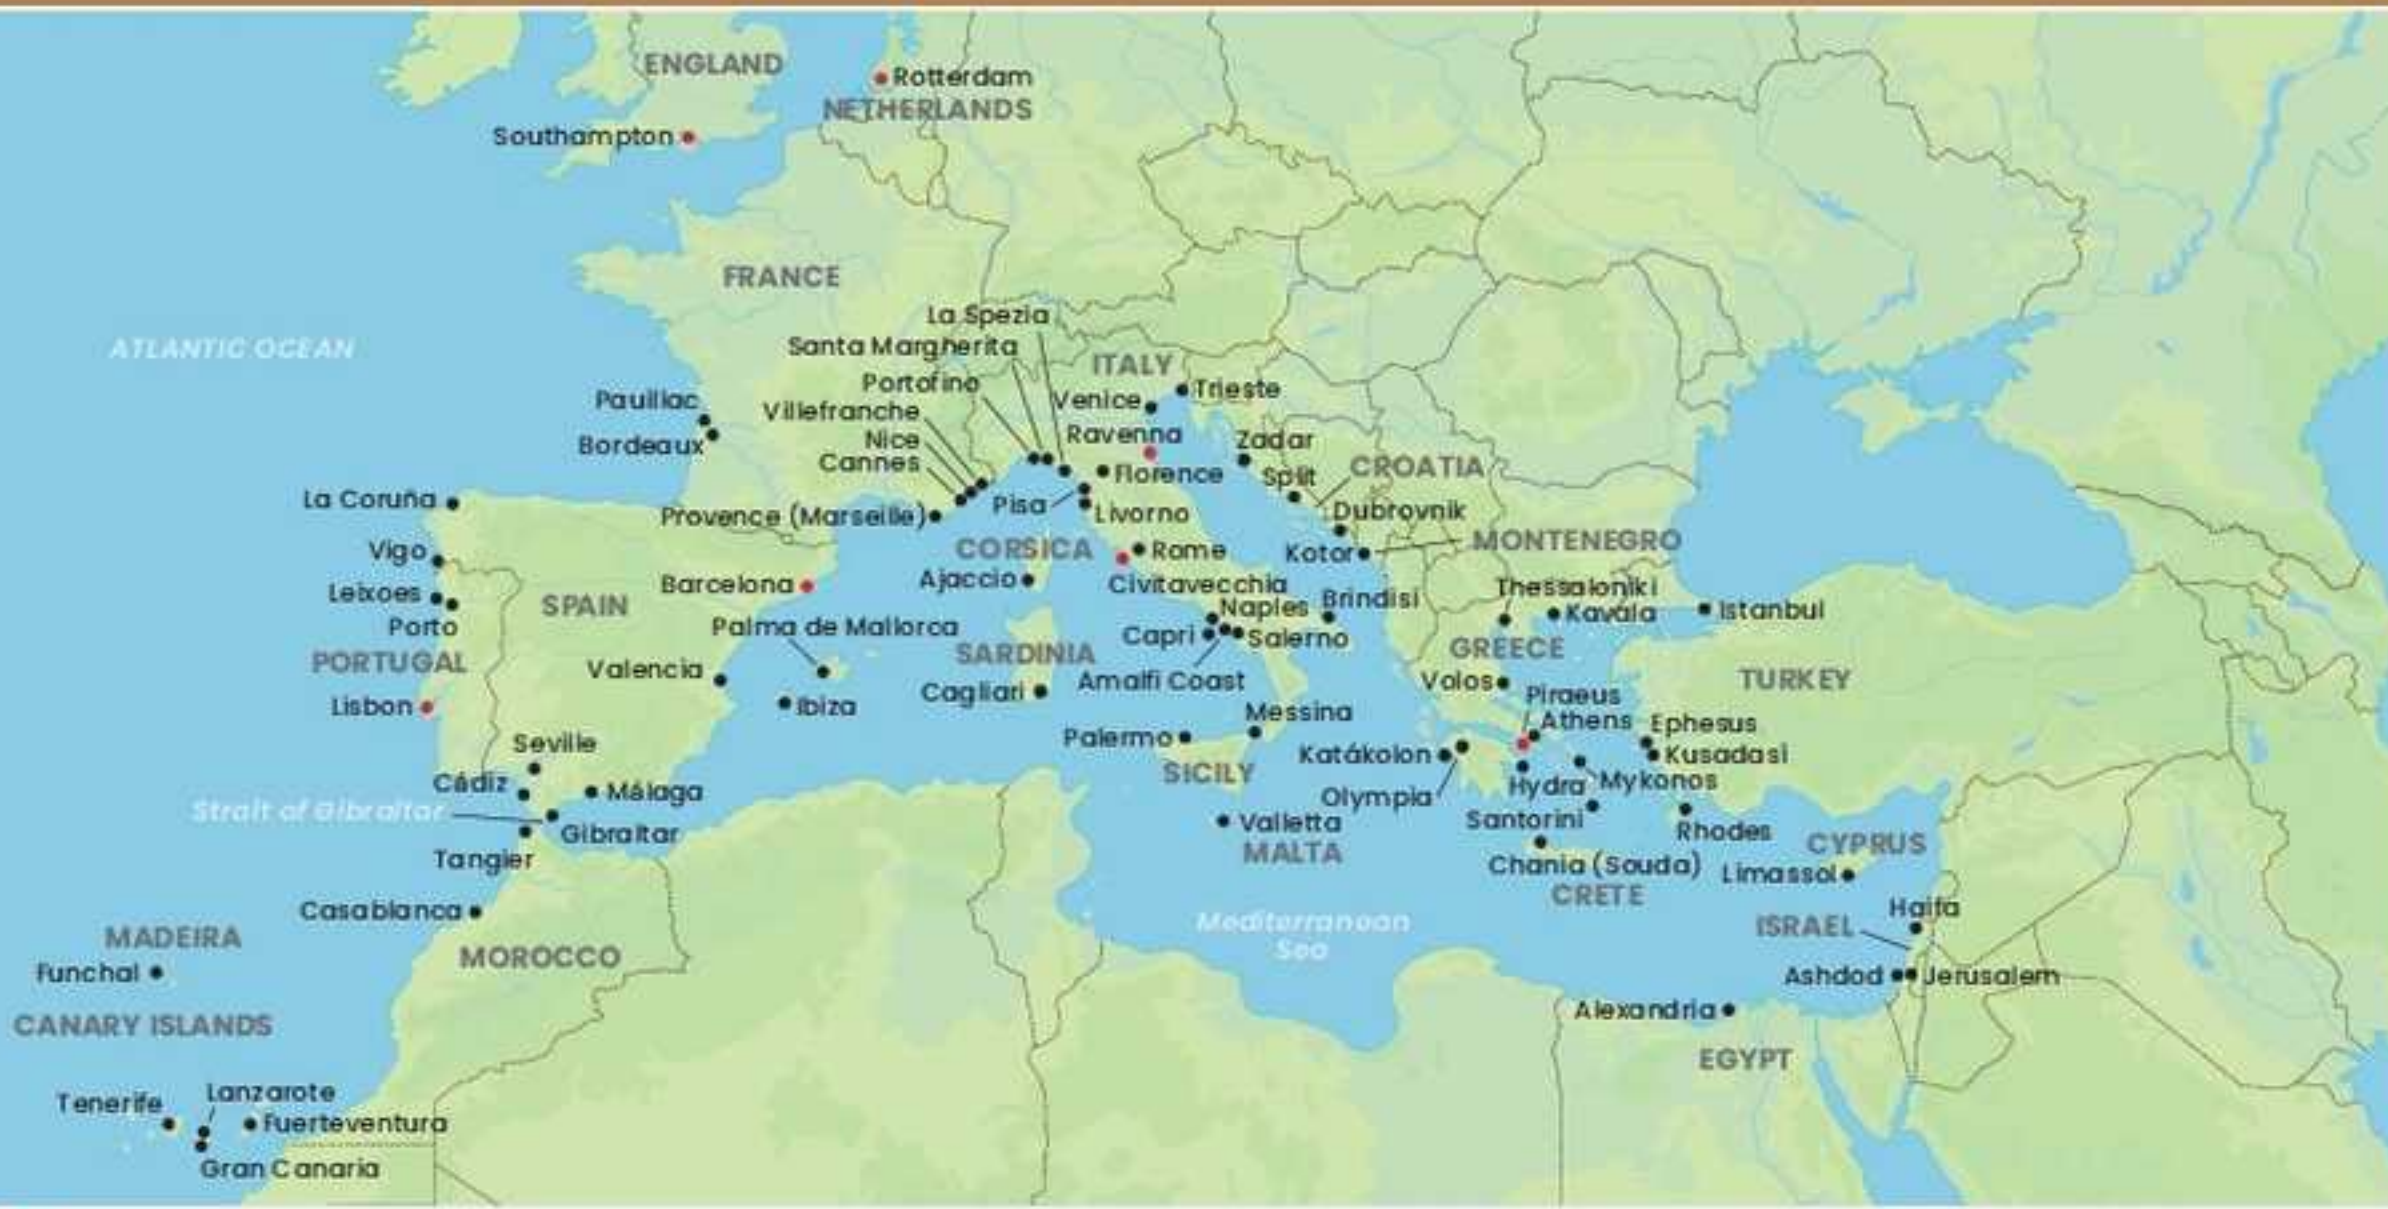 ENGLAND
Rotterdam
NETHERLANDS
Southampton
FRANCE
La Spezia
Santa Margherita
ATLANTIC OCEAN
ITALY
Portofino
Trieste
Venice
Pauillac
Villefranche
Ravenna
Nice
Zadar
Bordeaux
Cannes
CROATIA
Florence
Split
La Coruña
Pisa
Provence (Marseille)
Livorno
Dubrovnik
Vigo
CORSICA
Rome
Kotor
MONTENEGRO
Ajaccio
Barcelona
Civitavecchia
Thessaloniki
Leixoes
SPAIN
Naples
Brindisi
Kavála
Istanbul
Porto
Palma de Mallorca
Capri
Salerno
GREECE
PORTUGAL
SARDINIA
Valencia
Amalfi Coast
Volos
TURKEY
Cagliari
Piraeus
Lisbon
Ibiza
Messina
Athens
Ephesus
Seville
Palermo
Katákolon
Kusadasi
SICILY
Cádiz
Málaga
Hydra
Mykonos
Olympia
Strait of Gibraltar
Gibraltar
Valletta
Santorini
Rhodes
MALTA
CYPRUS
Tangier
Chania (Souda)
Limassol
CRETE
Casablanca
Haifa
Mediterranean
Sea
ISRAEL
MADEIRA
MOROCCO
Funchal
Ashdod
Jerusalem
Alexandria
CANARY ISLANDS
EGYPT
Lanzarote
Tenerife
Fuerteventura
Gran Canaria